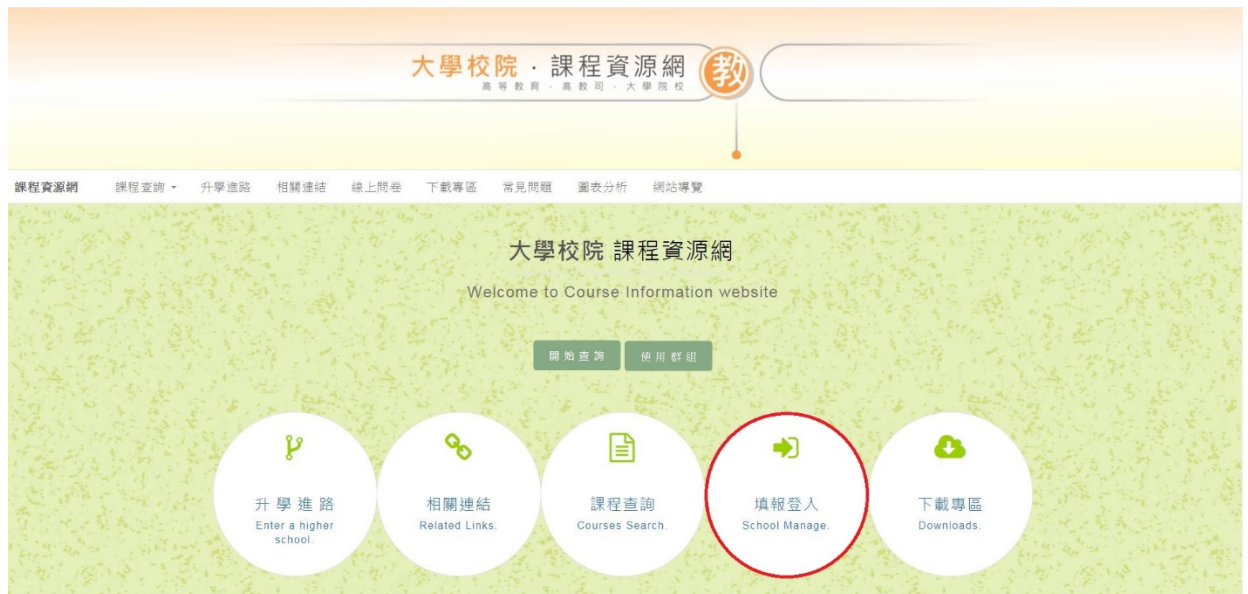 大學校院．課程資源網 教
高等教育．高教司．大學院校
課程資源網 課程查詢 升學進路 相關連結 線上問卷 下載專區 常見問題 圖表分析 網站導覽
大學校院 課程資源網
Welcome to Course Information website
開始查詢 使用群組
升學進路 相關連結 課程查詢 填報登入 下載專區
Enter a higher school. Related Links. Courses Search. School Manage. Downloads.